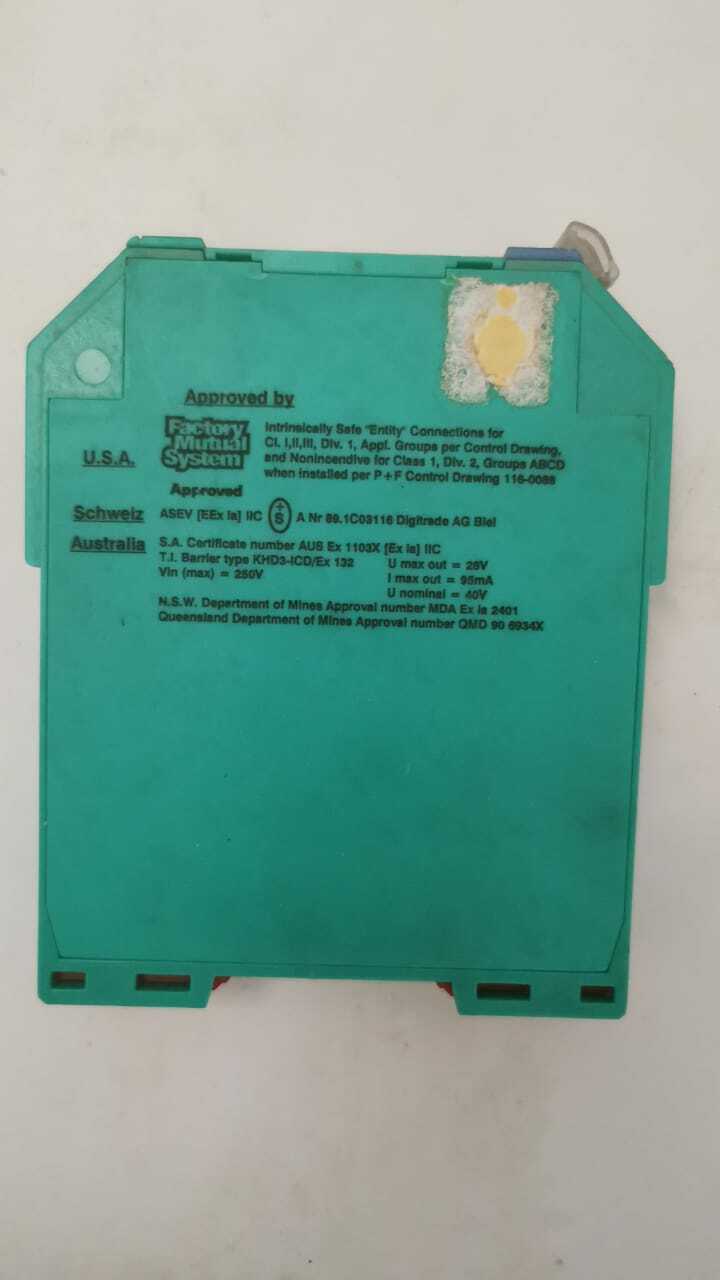 Approved by
Factory
Mutual
System
Approved
U.S.A.
Intrinsically Safe "Entity" Connections for
Cl. I,II,III, Div. 1, Appl. Groups per Control Drawing,
and Nonincendive for Class 1, Div. 2, Groups ABCD
when installed per P+F Control Drawing 116-0088
Schweiz ASEV [EEx ia] IIC S A Nr 89.1C03116 Digitrade AG Biel
Australia S.A. Certificate number AUS Ex 1103X [Ex ia] IIC
T.I. Barrier type KHD3-ICD/Ex 132 U max out = 28V
Vin (max) = 250V I max out = 95mA
U nominal = 40V
N.S.W. Department of Mines Approval number MDA Ex ia 2401
Queensland Department of Mines Approval number QMD 90 6934X